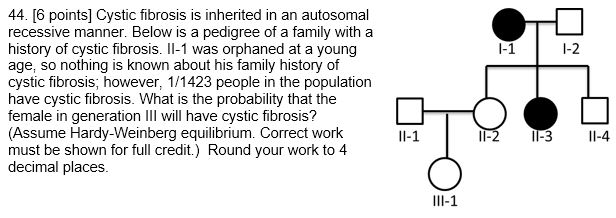 44. [6 points] Cystic fibrosis is inherited in an autosomal
recessive manner. Below is a pedigree of a family with a
history of cystic fibrosis. II-1 was orphaned at a young
age, so nothing is known about his family history of
cystic fibrosis; however, 1/1423 people in the population
have cystic fibrosis. What is the probability that the
female in generation III will have cystic fibrosis?
(Assume Hardy-Weinberg equilibrium. Correct work
must be shown for full credit.) Round your work to 4
decimal places.
I-1 I-2
II-1 II-2 II-3 II-4
III-1